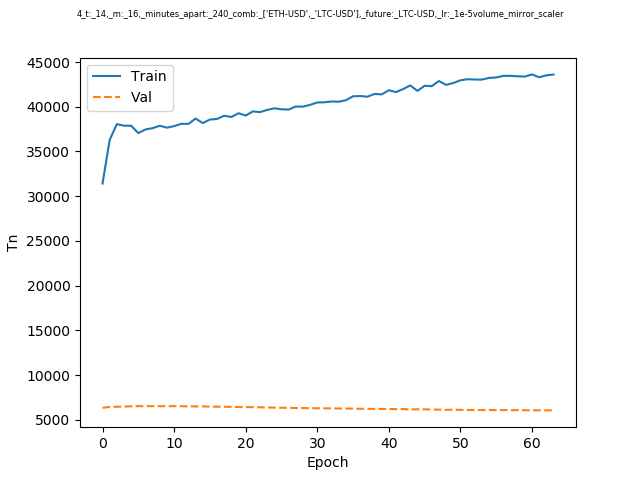 4_t:_14,_m:_16,_minutes_apart:_240_comb:_['ETH-USD',_'LTC-USD'],_future:_LTC-USD,_lr:_1e-5volume_mirror_scaler
45000
40000
35000
30000
25000
20000
15000
10000
5000
Tn
Train
Val
0 10 20 30 40 50 60
Epoch